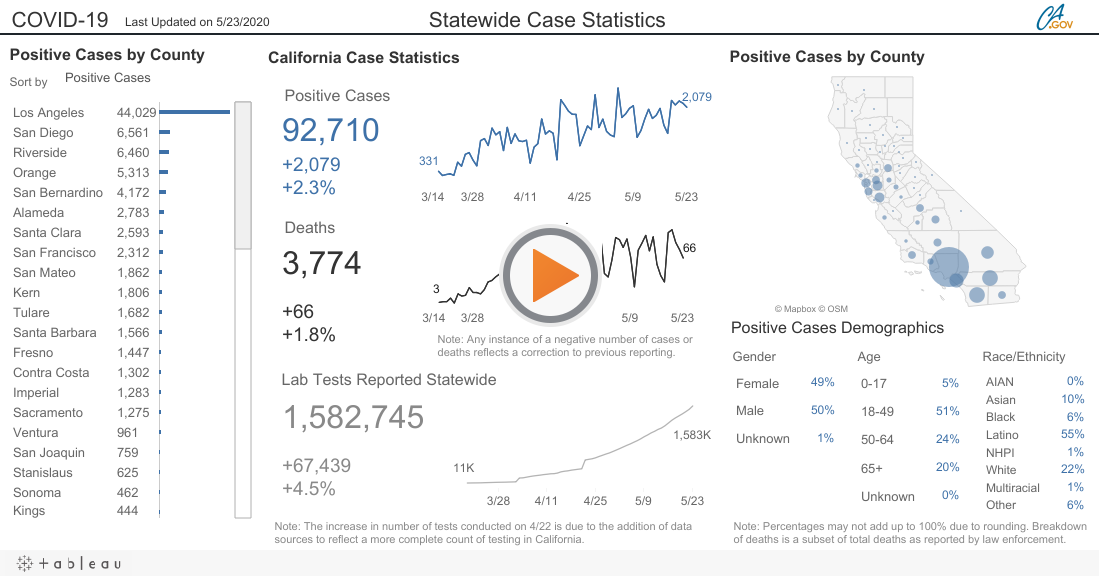 COVID-19 Last Updated on 5/23/2020 Statewide Case Statistics CA.GOV
Positive Cases by County
Sort by Positive Cases
Los Angeles 44,029
San Diego 6,561
Riverside 6,460
Orange 5,313
San Bernardino 4,172
Alameda 2,783
Santa Clara 2,593
San Francisco 2,312
San Mateo 1,862
Kern 1,806
Tulare 1,682
Santa Barbara 1,566
Fresno 1,447
Contra Costa 1,302
Imperial 1,283
Sacramento 1,275
Ventura 961
San Joaquin 759
Stanislaus 625
Sonoma 462
Kings 444
California Case Statistics
Positive Cases
92,710
+2,079
+2.3%
331
2,079
3/14 3/28 4/11 4/25 5/9 5/23
Deaths
3,774
+66
+1.8%
3
66
3/14 3/28 5/9 5/23
Note: Any instance of a negative number of cases or
deaths reflects a correction to previous reporting.
Lab Tests Reported Statewide
1,582,745
+67,439
+4.5%
11K
1,583K
3/28 4/11 4/25 5/9 5/23
Note: The increase in number of tests conducted on 4/22 is due to the addition of data
sources to reflect a more complete count of testing in California.
Positive Cases by County
© Mapbox © OSM
Positive Cases Demographics
Gender
Female 49%
Male 50%
Unknown 1%
Age
0-17 5%
18-49 51%
50-64 24%
65+ 20%
Unknown 0%
Race/Ethnicity
AIAN 0%
Asian 10%
Black 6%
Latino 55%
NHPI 1%
White 22%
Multiracial 1%
Other 6%
Note: Percentages may not add up to 100% due to rounding. Breakdown
of deaths is a subset of total deaths as reported by law enforcement.
+ableau